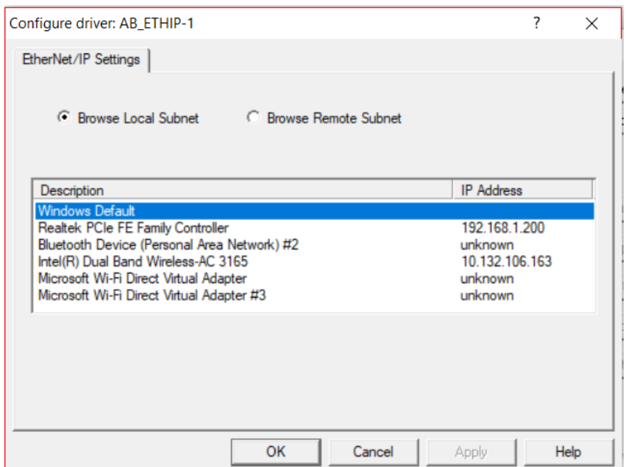 Configure driver: AB_ETHIP-1 ? ×
EtherNet/IP Settings
Browse Local Subnet Browse Remote Subnet
Description IP Address
Windows Default
Realtek PCIe FE Family Controller 192.168.1.200
Bluetooth Device (Personal Area Network) #2 unknown
Intel(R) Dual Band Wireless-AC 3165 10.132.106.163
Microsoft Wi-Fi Direct Virtual Adapter unknown
Microsoft Wi-Fi Direct Virtual Adapter #3 unknown
OK Cancel Apply Help